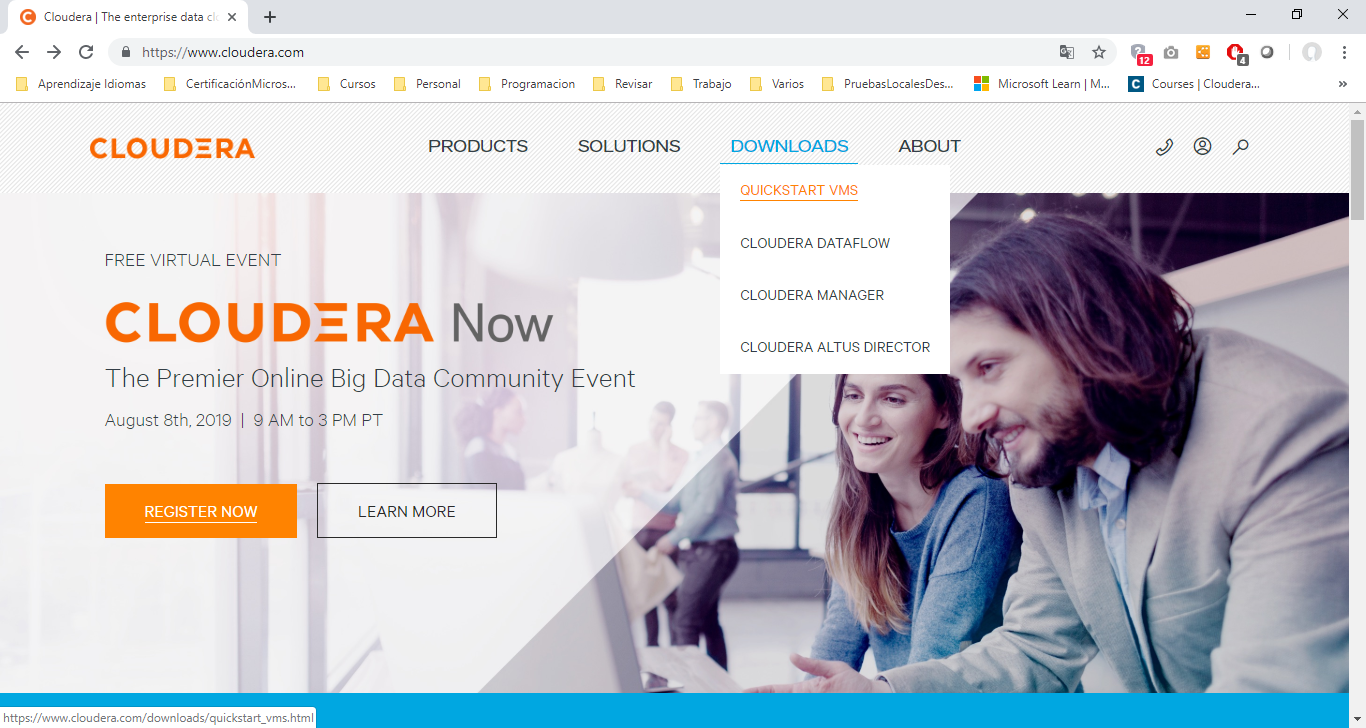 Cloudera | The enterprise data cl
https://www.cloudera.com
12
4
Aprendizaje Idiomas
CertificaciónMicros...
Cursos
Personal
Programacion
Revisar
Trabajo
Varios
PruebasLocalesDes...
Microsoft Learn | M...
C
Courses | Cloudera...
»
CLOUDERA
PRODUCTS
SOLUTIONS
DOWNLOADS
ABOUT
QUICKSTART VMS
CLOUDERA DATAFLOW
CLOUDERA MANAGER
CLOUDERA ALTUS DIRECTOR
FREE VIRTUAL EVENT
CLOUDERA Now
The Premier Online Big Data Community Event
August 8th, 2019 | 9 AM to 3 PM PT
REGISTER NOW
LEARN MORE
https://www.cloudera.com/downloads/quickstart_vms.html